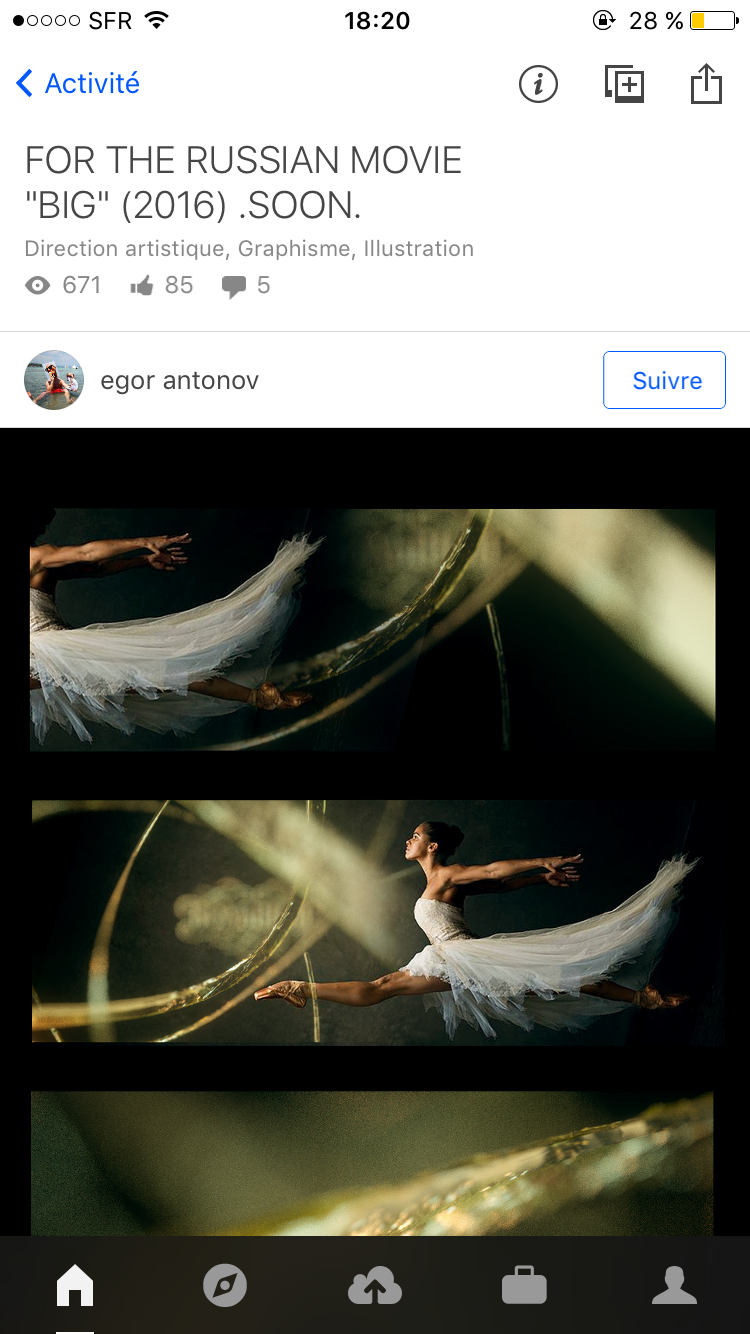 SFR 18:20 28 %
Activité
FOR THE RUSSIAN MOVIE
"BIG" (2016) .SOON.
Direction artistique, Graphisme, Illustration
671 85 5
egor antonov
Suivre